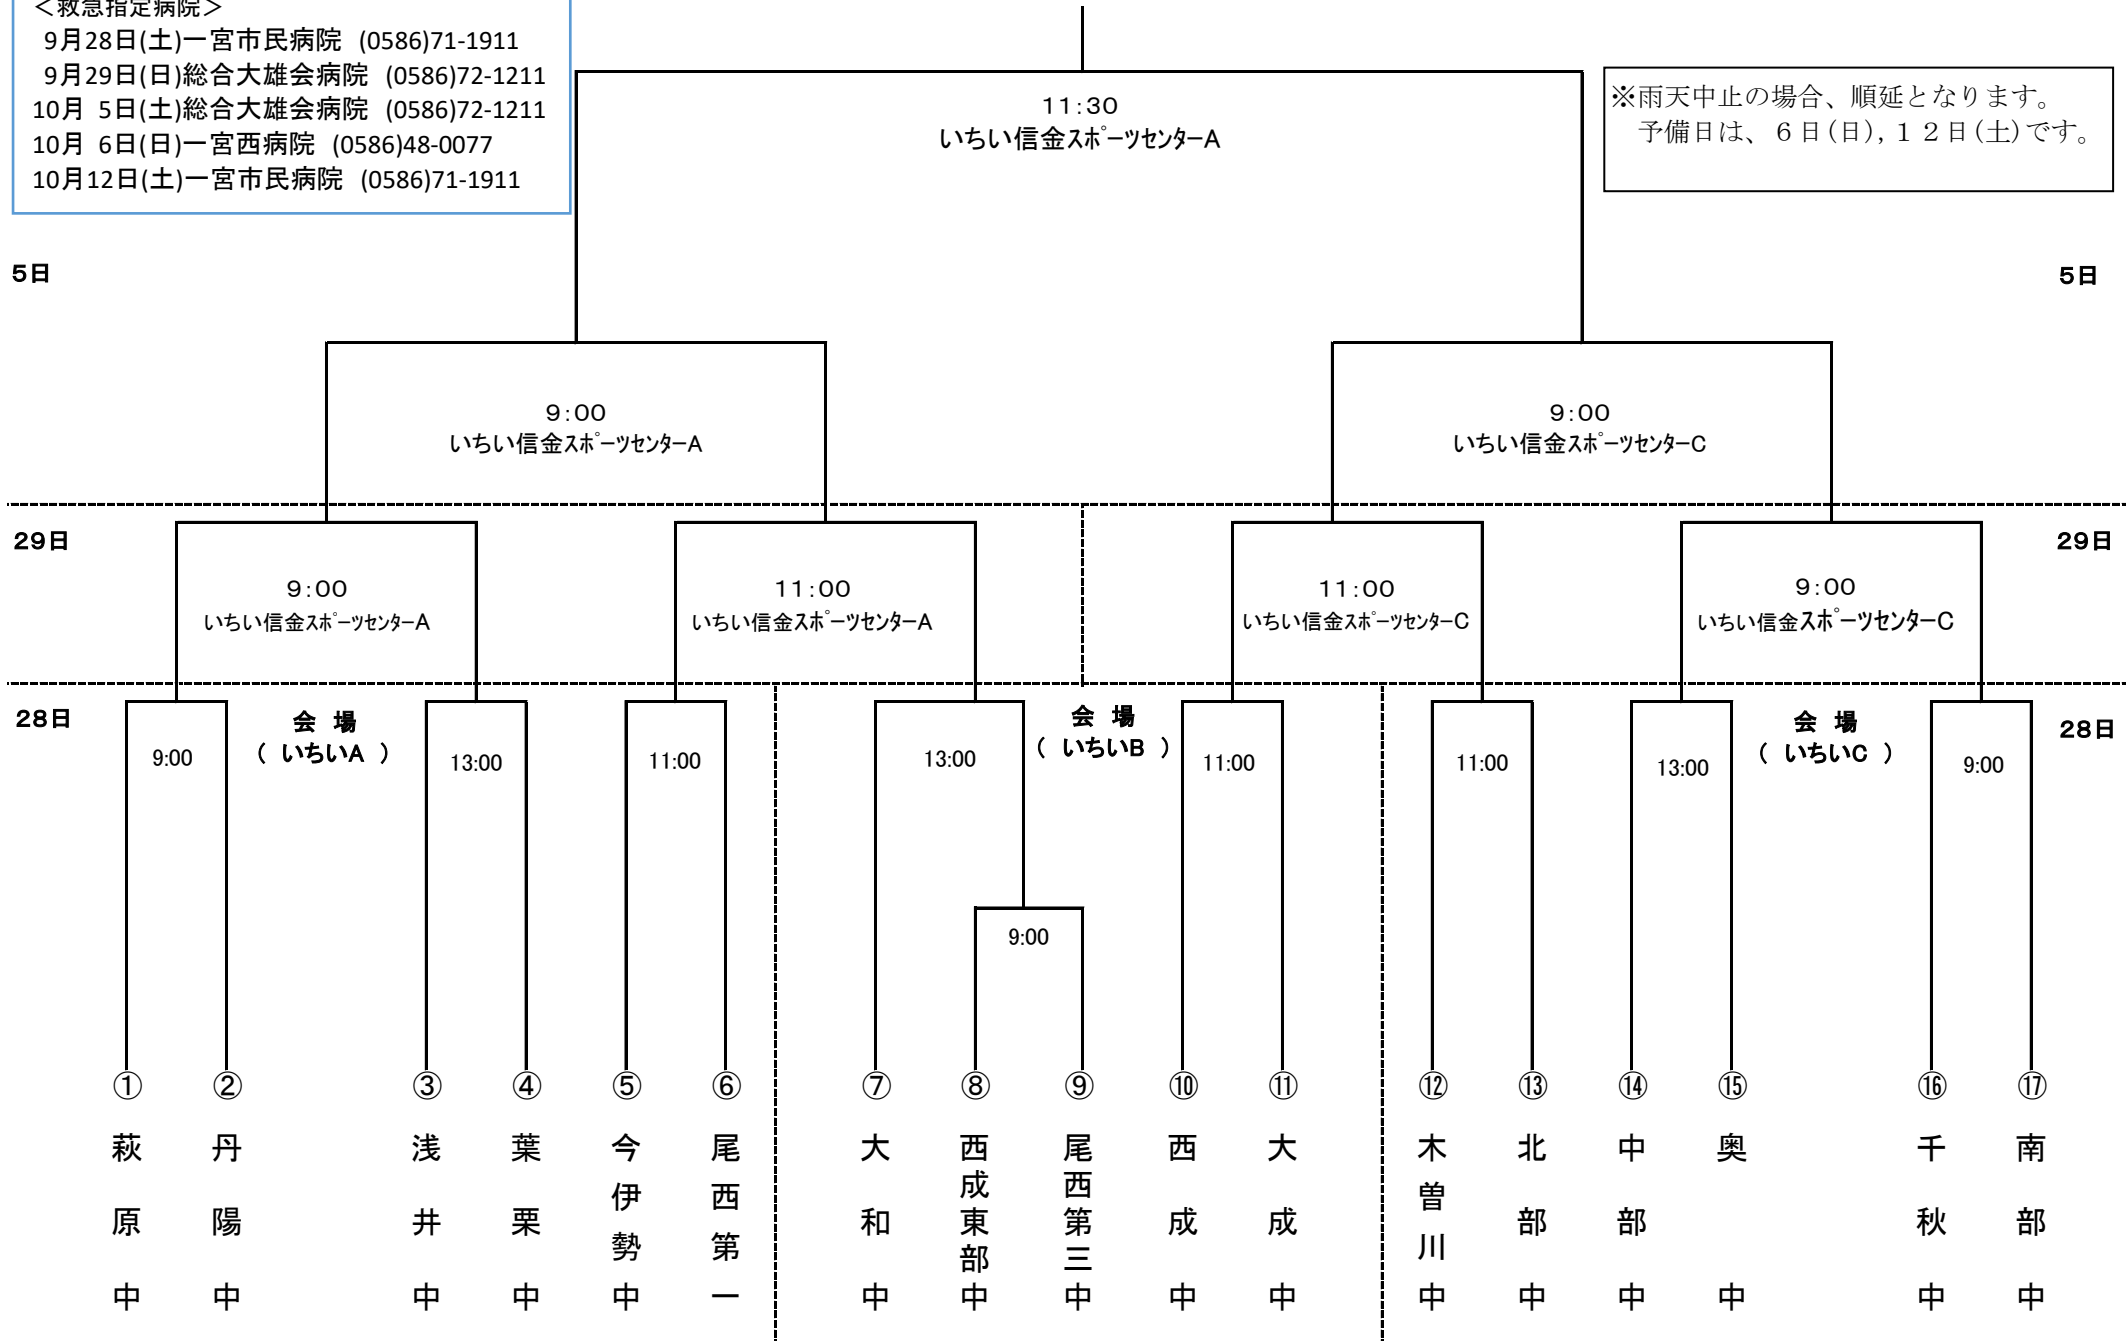 ＜救急指定病院＞
9月28日(土)一宮市民病院 (0586)71-1911
9月29日(日)総合大雄会病院 (0586)72-1211
10月 5日(土)総合大雄会病院 (0586)72-1211
10月 6日(日)一宮西病院 (0586)48-0077
10月12日(土)一宮市民病院 (0586)71-1911
11:30
いちい信金スポーツセンターA
※雨天中止の場合、順延となります。
予備日は、６日(日),１２日(土)です。
5日
5日
9:00
いちい信金スポーツセンターA
9:00
いちい信金スポーツセンターC
29日
29日
9:00
いちい信金スポーツセンターA
11:00
いちい信金スポーツセンターA
11:00
いちい信金スポーツセンターC
9:00
いちい信金スポーツセンターC
28日
28日
会 場
( いちいA )
会 場
( いちいB )
会 場
( いちいC )
9:00
13:00
11:00
13:00
11:00
11:00
13:00
9:00
9:00
① 萩原中
② 丹陽中
③ 浅井中
④ 葉栗中
⑤ 今伊勢中
⑥ 尾西第一
⑦ 大和中
⑧ 西成東部中
⑨ 尾西第三中
⑩ 西成中
⑪ 大成中
⑫ 木曽川中
⑬ 北部中
⑭ 中部中
⑮ 奥中
⑯ 千秋中
⑰ 南部中